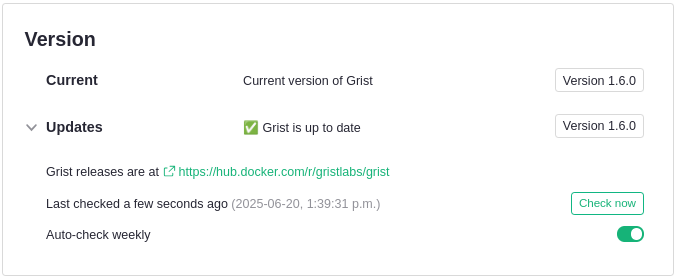 Version
Current Current version of Grist Version 1.6.0
Updates ✅ Grist is up to date Version 1.6.0
Grist releases are at https://hub.docker.com/r/gristlabs/grist
Last checked a few seconds ago (2025-06-20, 1:39:31 p.m.) Check now
Auto-check weekly